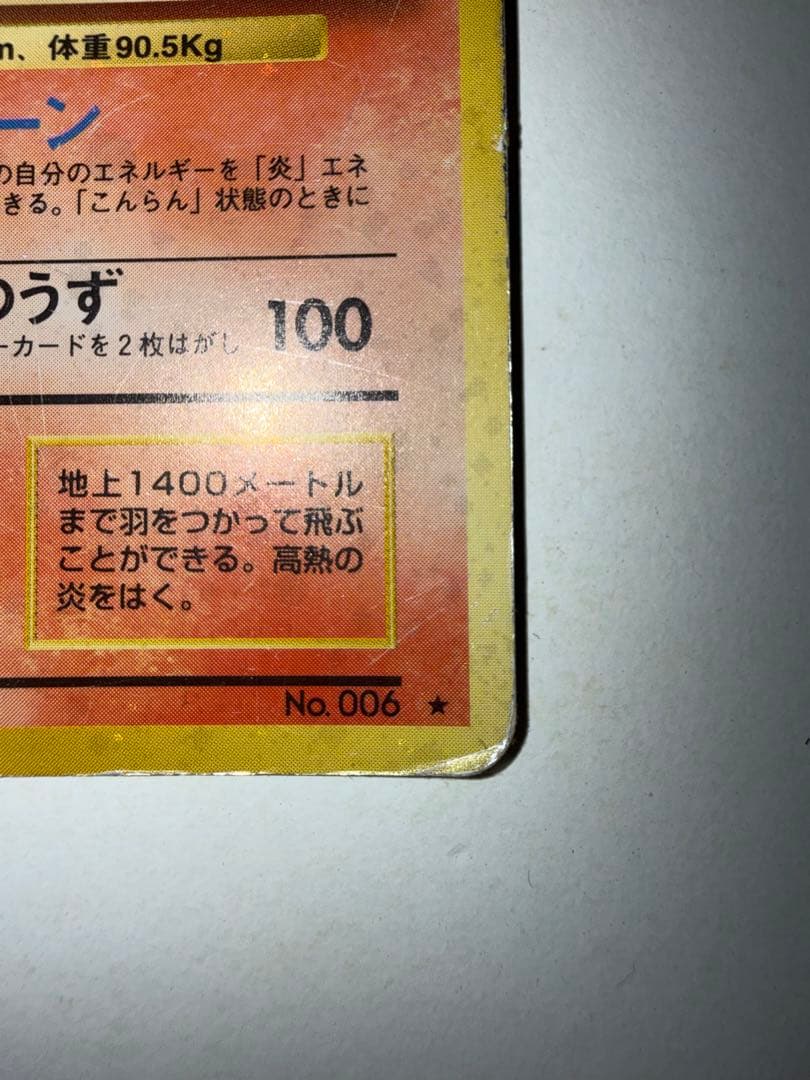 m、体重90.5Kg
ーン
の自分のエネルギーを「炎」エネ
きる。「こんらん」状態のときに
のうず 100
ーカードを2枚はがし
地上1400メートル
まで羽をつかって飛ぶ
ことができる。高熱の
炎をはく。
No. 006 ★